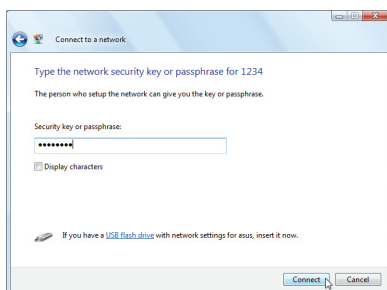 Connect to a network
Type the network security key or passphrase for 1234
The person who setup the network can give you the key or passphrase.
Security key or passphrase:
••••••••
Display characters
If you have a USB flash drive with network settings for asus, insert it now.
Connect Cancel